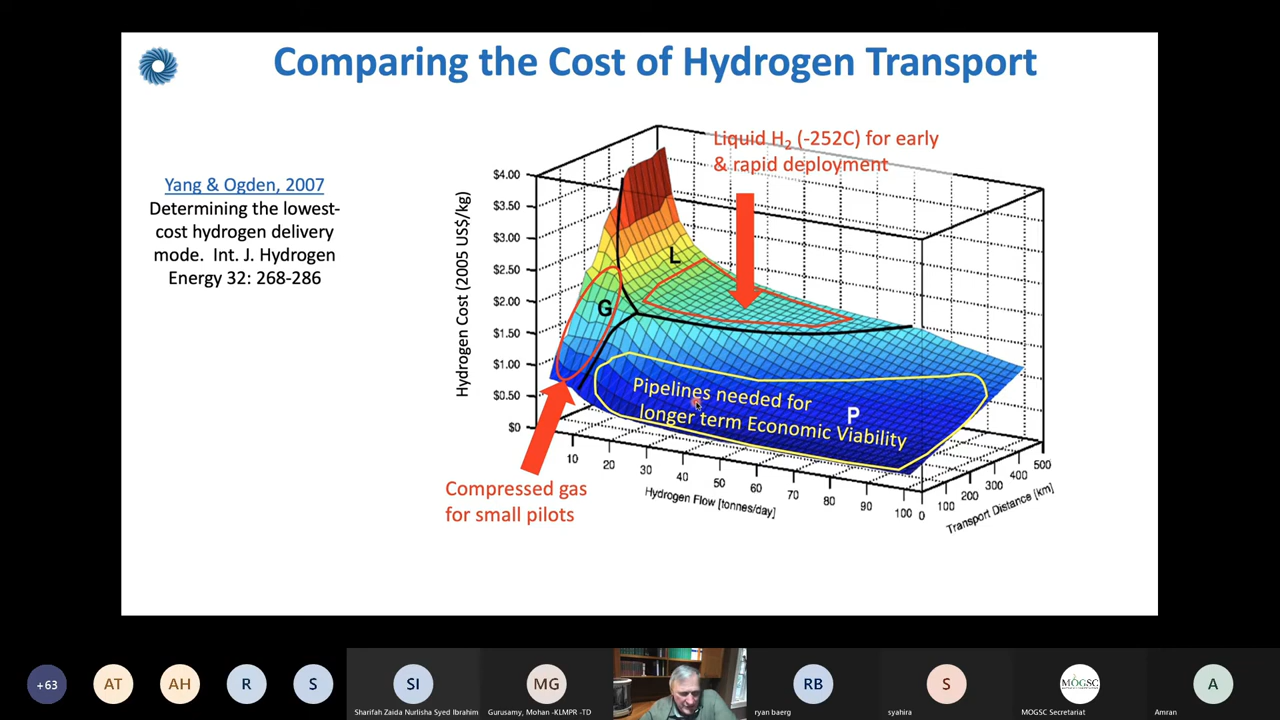 Comparing the Cost of Hydrogen Transport
Yang & Ogden, 2007
Determining the lowest-
cost hydrogen delivery
mode. Int. J. Hydrogen
Energy 32: 268-286
Liquid H₂ (-252C) for early
& rapid deployment
Hydrogen Cost (2005 US$/kg)
$4.00
$3.50
$3.00
$2.50
$2.00
$1.50
$1.00
$0.50
$0
L
G
P
Pipelines needed for
longer term Economic Viability
10
20
30
40
50
60
70
80
90
100
Hydrogen Flow [tonnes/day]
0
100
200
300
400
500
Transport Distance [km]
Compressed gas
for small pilots
+63
AT
AH
R
S
SI
Sharifah Zaida Nurlisha Syed Ibrahim
MG
Gurusamy, Mohan -KLMPR -TD
RB
ryan baerg
S
syahira
MOGSC
MOGSC Secretariat
A
Amran